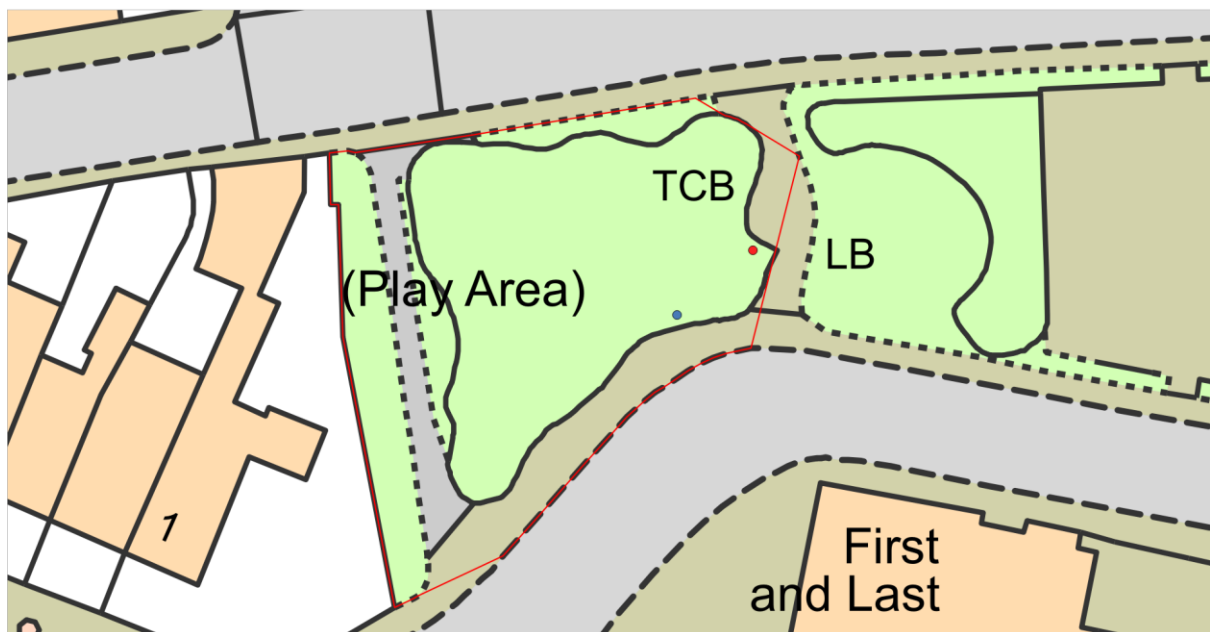 TCB
LB
(Play Area)
1
First
and Last